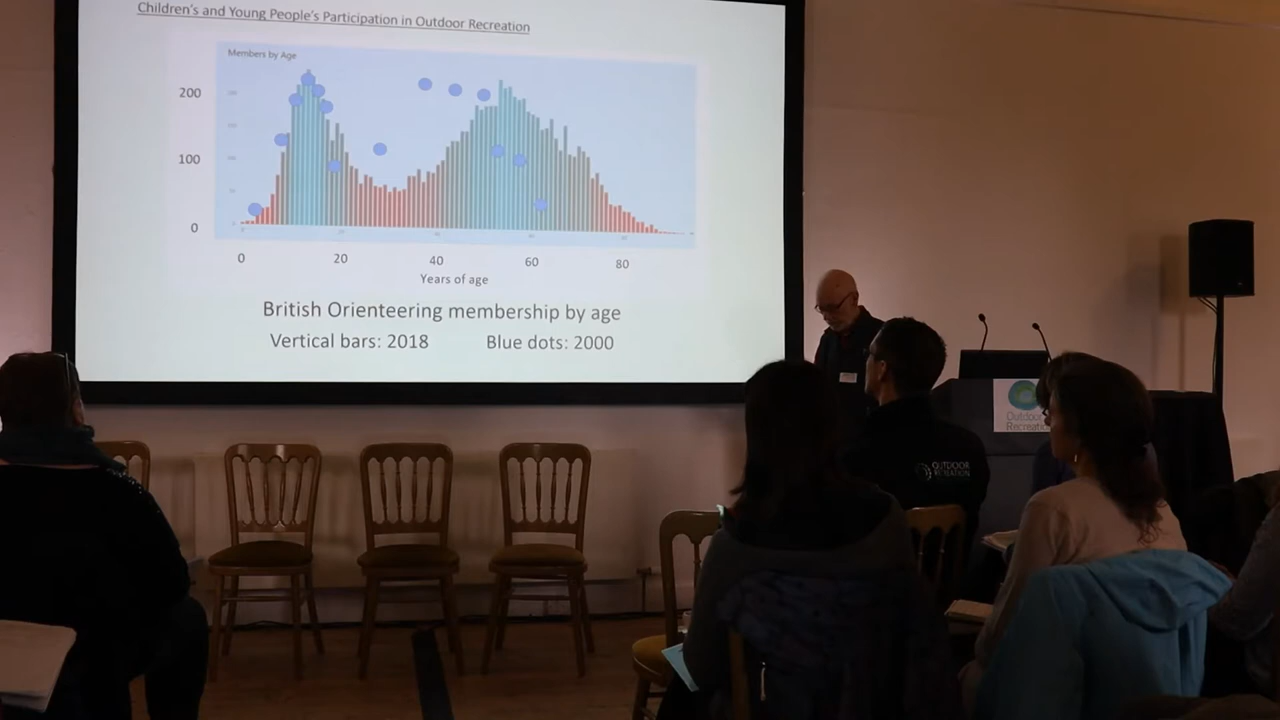 Children's and Young People's Participation in Outdoor Recreation
Members by Age
200
100
0
0 20 40 60 80
Years of age
British Orienteering membership by age
Vertical bars: 2018 Blue dots: 2000
Outdoor
Recreation
OUTDOOR
RECREATION